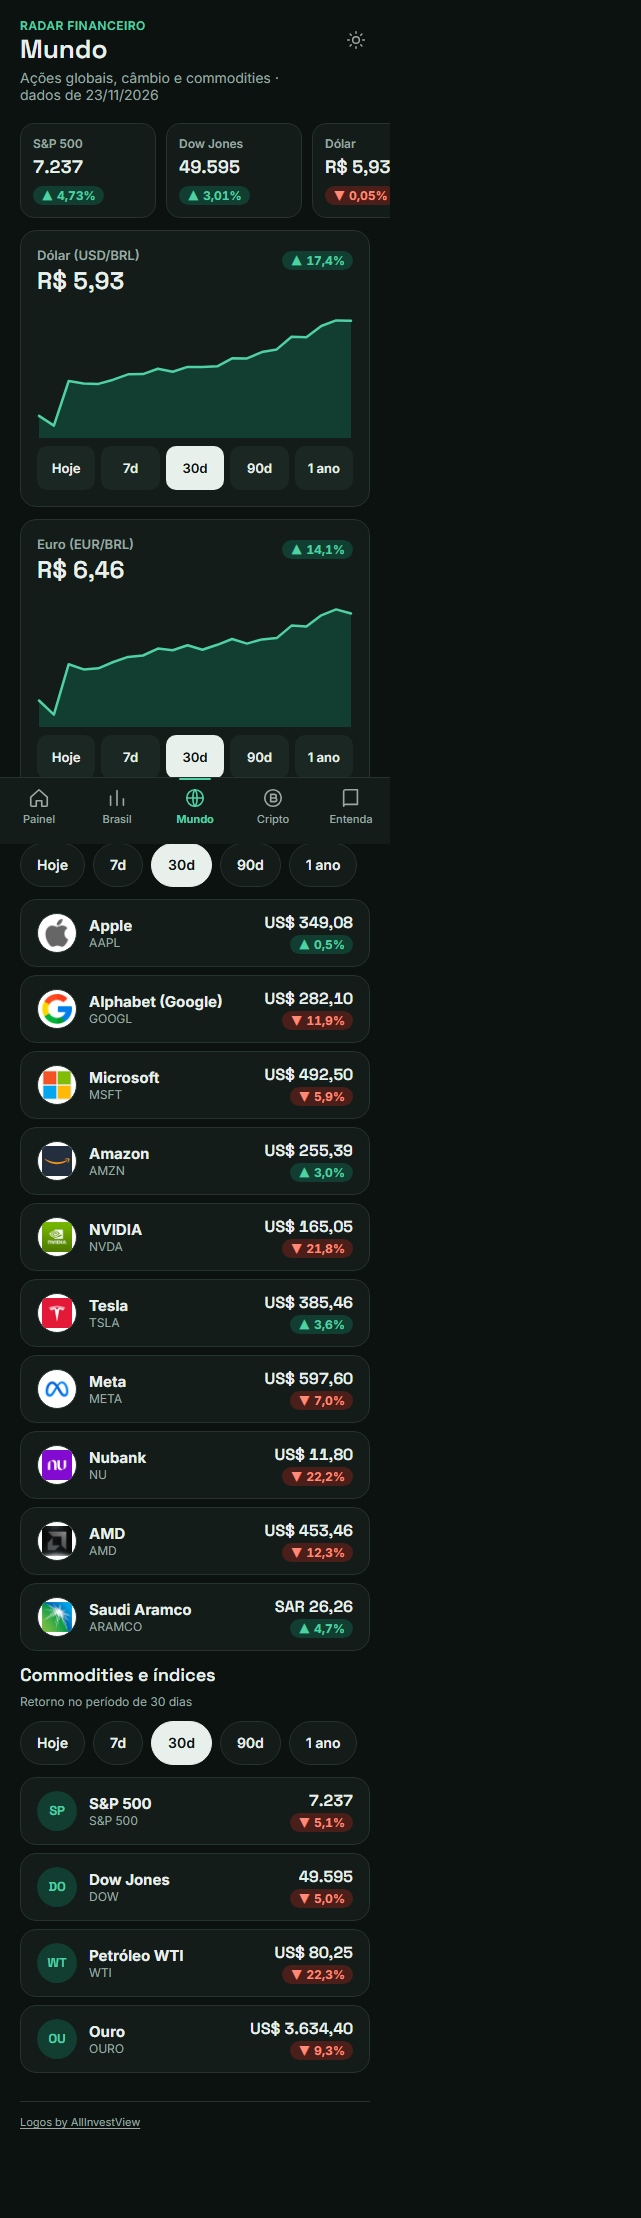 RADAR FINANCEIRO
Mundo
Ações globais, câmbio e commodities ·
dados de 23/11/2026
S&P 500
7.237
▲ 4,73%
Dow Jones
49.595
▲ 3,01%
Dólar
R$ 5,93
▼ 0,05%
Dólar (USD/BRL)
R$ 5,93
▲ 17,4%
Hoje 7d 30d 90d 1 ano
Euro (EUR/BRL)
R$ 6,46
▲ 14,1%
Hoje 7d 30d 90d 1 ano
Painel Brasil Mundo Cripto Entenda
Hoje 7d 30d 90d 1 ano
Apple US$ 349,08
AAPL ▲ 0,5%
Alphabet (Google) US$ 282,10
GOOGL ▼ 11,9%
Microsoft US$ 492,50
MSFT ▼ 5,9%
Amazon US$ 255,39
AMZN ▲ 3,0%
NVIDIA US$ 165,05
NVDA ▼ 21,8%
Tesla US$ 385,46
TSLA ▲ 3,6%
Meta US$ 597,60
META ▼ 7,0%
nu Nubank US$ 11,80
NU ▼ 22,2%
AMD US$ 453,46
AMD ▼ 12,3%
Saudi Aramco SAR 26,26
ARAMCO ▲ 4,7%
Commodities e índices
Retorno no período de 30 dias
Hoje 7d 30d 90d 1 ano
SP S&P 500 7.237
S&P 500 ▼ 5,1%
DO Dow Jones 49.595
DOW ▼ 5,0%
WT Petróleo WTI US$ 80,25
WTI ▼ 22,3%
OU Ouro US$ 3.634,40
OURO ▼ 9,3%
Logos by AllInvestView